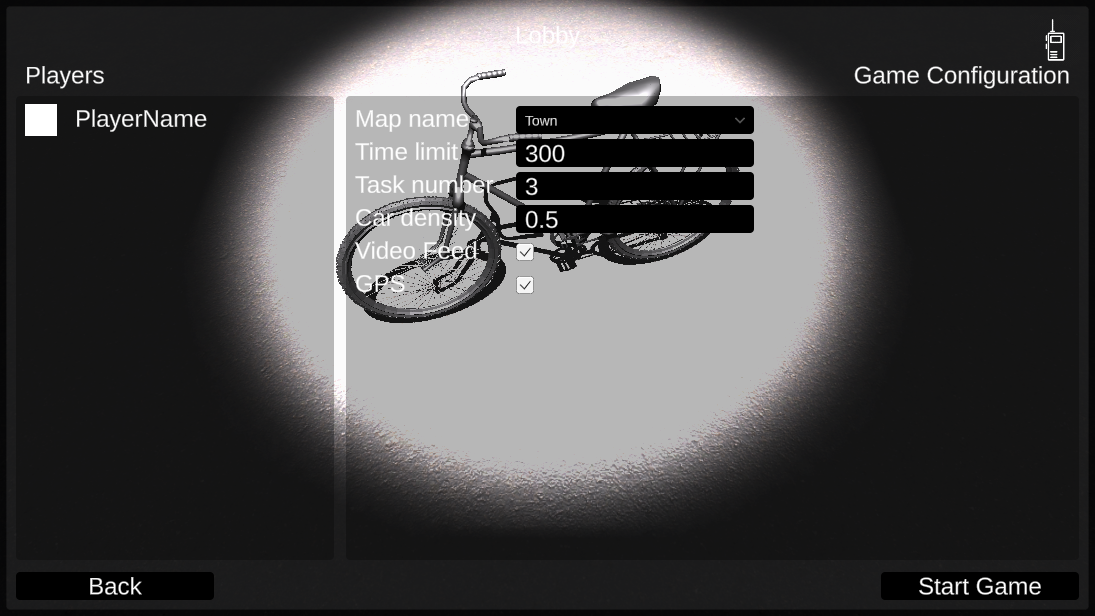 Lobby
Players
Game Configuration
PlayerName
Map name
Town
Time limit
300
Task number
3
Car density
0.5
Video Feed
GPS
Back
Start Game